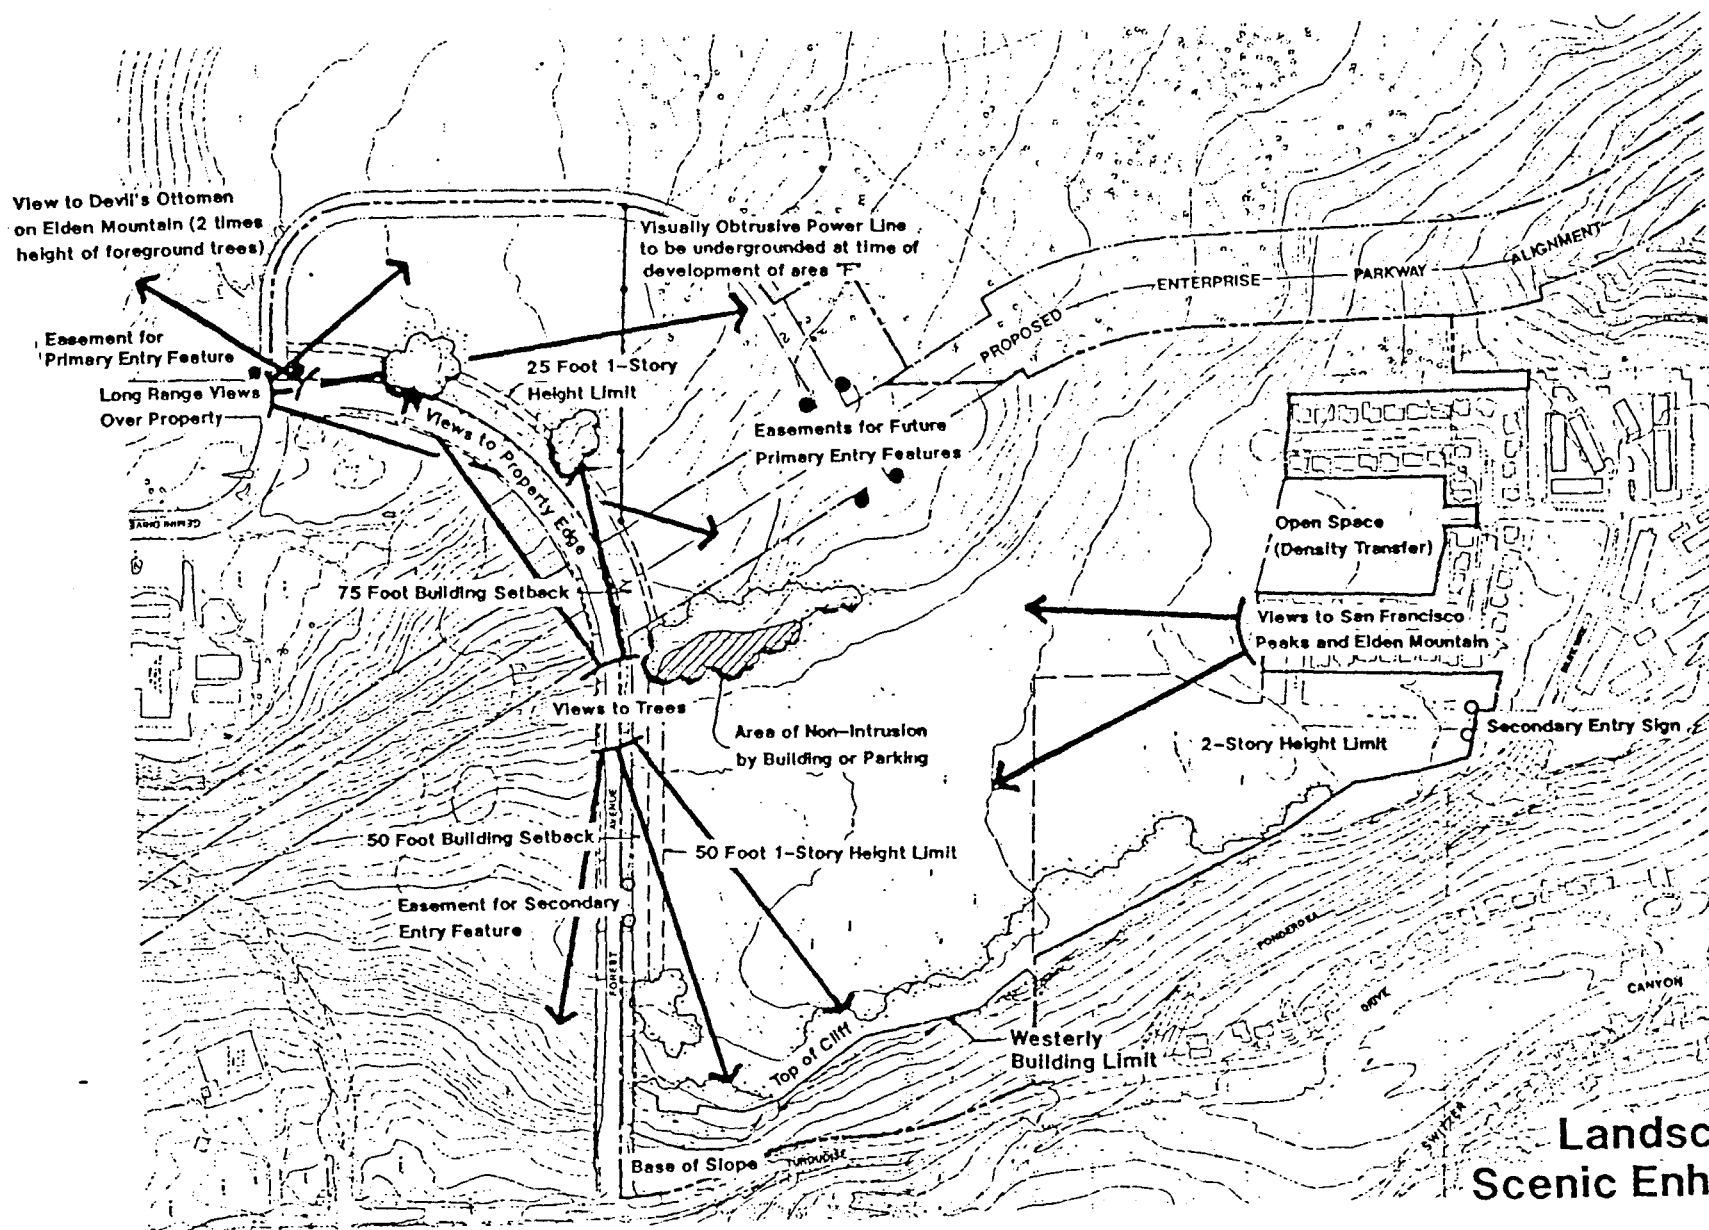 View to Devil's Ottoman
on Elden Mountain (2 times
height of foreground trees)
Visually Obtrusive Power Line
to be undergrounded at time of
development of area "F"
PROPOSED ENTERPRISE PARKWAY ALIGNMENT
Easement for
Primary Entry Feature
Long Range Views
Over Property
25 Foot 1-Story
Height Limit
Views to Property Edge
Easements for Future
Primary Entry Features
GEMINI DRIVE
Open Space
(Density Transfer)
75 Foot Building Setback
Views to San Francisco
Peaks and Elden Mountain
Views to Trees
Area of Non-Intrusion
by Building or Parking
Secondary Entry Sign
2-Story Height Limit
50 Foot Building Setback
50 Foot 1-Story Height Limit
Easement for Secondary
Entry Feature
FOREST AVENUE
PONDEROSA DRIVE
Top of Cliff
Westerly
Building Limit
SWITZER CANYON
Base of Slope
TURQUOISE
Landsc
Scenic Enh